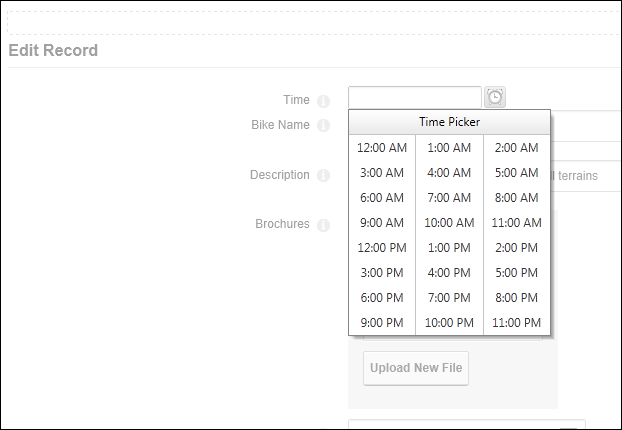 Edit Record
Time
Bike Name
Time Picker
12:00 AM 1:00 AM 2:00 AM
3:00 AM 4:00 AM 5:00 AM
Description
terrains
6:00 AM 7:00 AM 8:00 AM
9:00 AM 10:00 AM 11:00 AM
Brochures
12:00 PM 1:00 PM 2:00 PM
3:00 PM 4:00 PM 5:00 PM
6:00 PM 7:00 PM 8:00 PM
9:00 PM 10:00 PM 11:00 PM
Upload New File